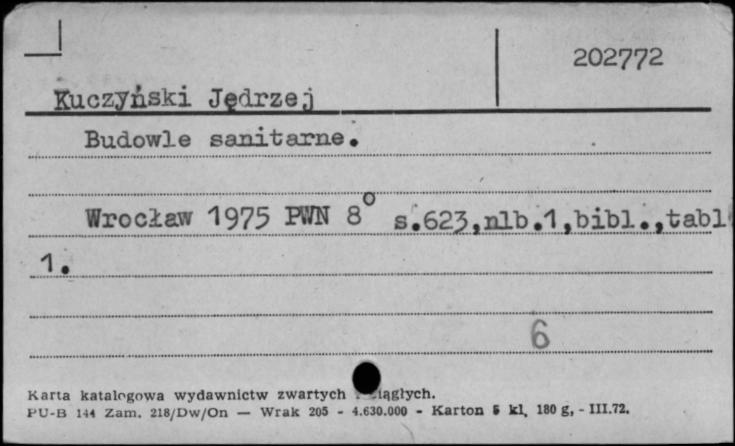 202772
Kuczyński Jędrzej
Budowle sanitarne.
Wrocław 1975 PWN 8° s.623,nlb.1,bibl.,tabl
1.
6
Karta katalogowa wydawnictw zwartych ciągłych.
PU-B 144 Zam. 218/Dw/On — Wrak 205 - 4.630.000 - Karton 5 kl, 180 g, - III.72.